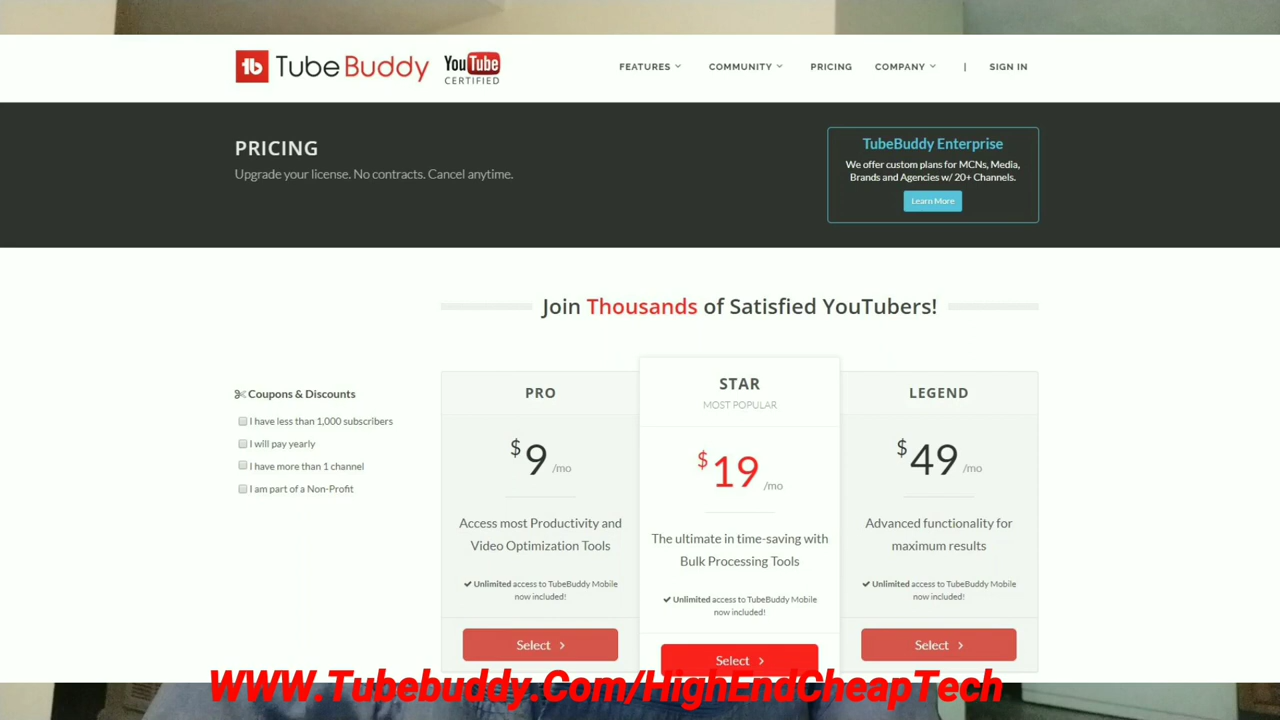 TubeBuddy YouTube CERTIFIED
FEATURES COMMUNITY PRICING COMPANY | SIGN IN
PRICING
Upgrade your license. No contracts. Cancel anytime.
TubeBuddy Enterprise
We offer custom plans for MCNs, Media,
Brands and Agencies w/ 20+ Channels.
Learn More
Join Thousands of Satisfied YouTubers!
Coupons & Discounts
I have less than 1,000 subscribers
I will pay yearly
I have more than 1 channel
I am part of a Non-Profit
PRO
$9 /mo
Access most Productivity and
Video Optimization Tools
✔ Unlimited access to TubeBuddy Mobile
now included!
Select
STAR
MOST POPULAR
$19 /mo
The ultimate in time-saving with
Bulk Processing Tools
✔ Unlimited access to TubeBuddy Mobile
now included!
Select
LEGEND
$49 /mo
Advanced functionality for
maximum results
✔ Unlimited access to TubeBuddy Mobile
now included!
Select
WWW.Tubebuddy.Com/HighEndCheapTech